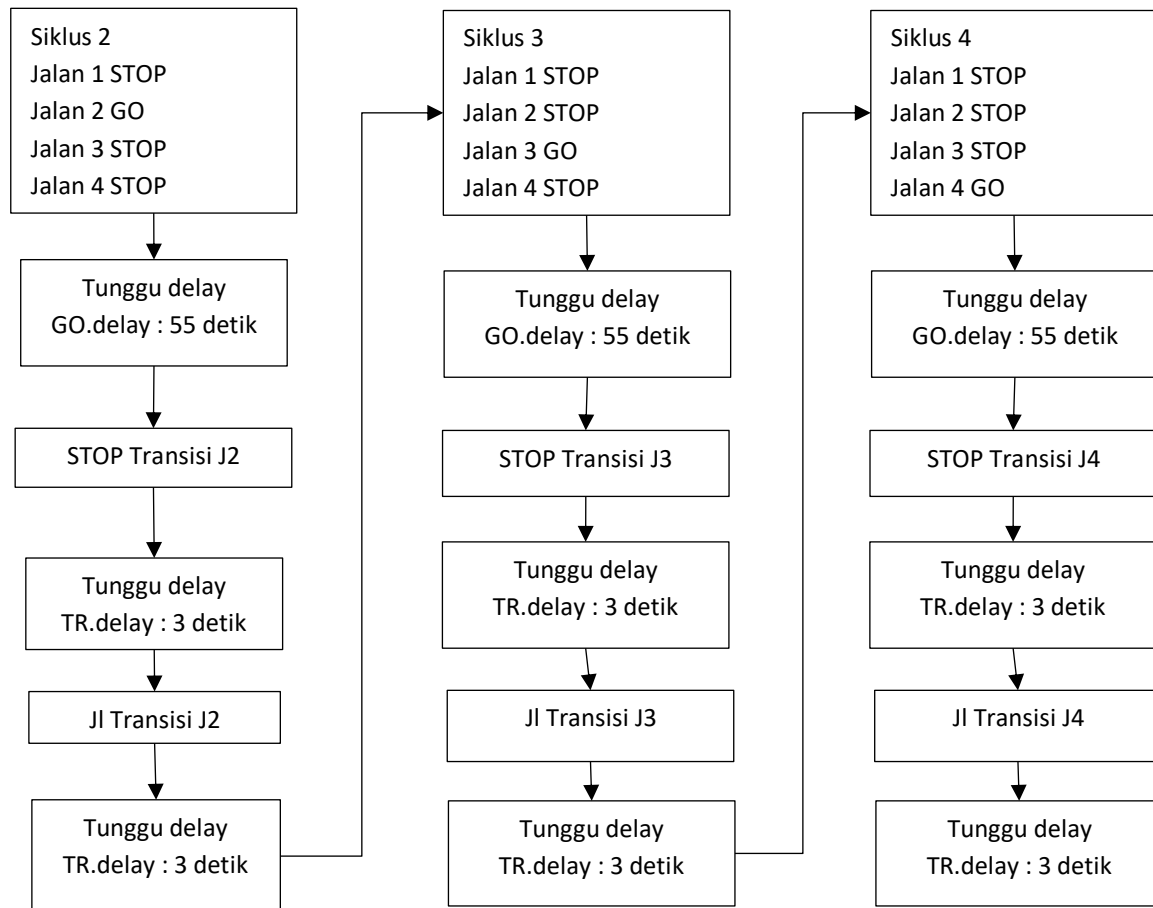 Siklus 2
Jalan 1 STOP
Jalan 2 GO
Jalan 3 STOP
Jalan 4 STOP
Tunggu delay
GO.delay : 55 detik
STOP Transisi J2
Tunggu delay
TR.delay : 3 detik
Jl Transisi J2
Tunggu delay
TR.delay : 3 detik
Siklus 3
Jalan 1 STOP
Jalan 2 STOP
Jalan 3 GO
Jalan 4 STOP
Tunggu delay
GO.delay : 55 detik
STOP Transisi J3
Tunggu delay
TR.delay : 3 detik
Jl Transisi J3
Tunggu delay
TR.delay : 3 detik
Siklus 4
Jalan 1 STOP
Jalan 2 STOP
Jalan 3 STOP
Jalan 4 GO
Tunggu delay
GO.delay : 55 detik
STOP Transisi J4
Tunggu delay
TR.delay : 3 detik
Jl Transisi J4
Tunggu delay
TR.delay : 3 detik